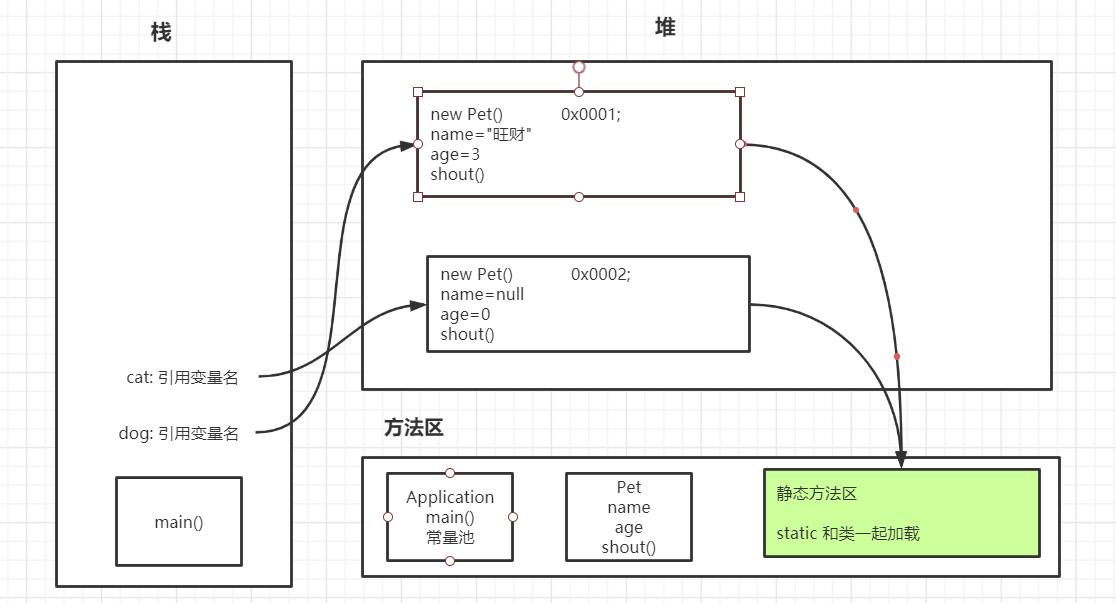 栈
堆
new Pet() 0x0001;
name="旺财"
age=3
shout()
new Pet() 0x0002;
name=null
age=0
shout()
cat: 引用变量名
dog: 引用变量名
main()
方法区
Application
main()
常量池
Pet
name
age
shout()
静态方法区
static 和类一起加载